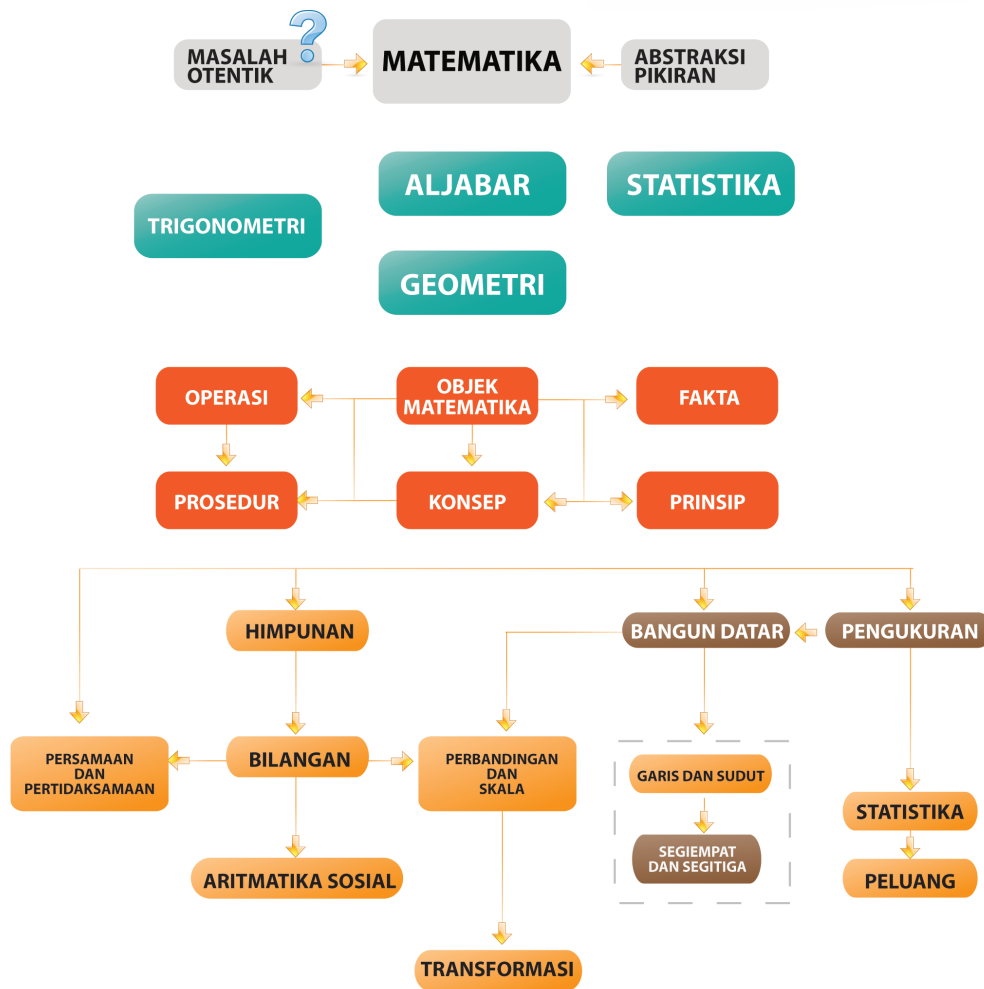 ?
MASALAH
OTENTIK
MATEMATIKA
ABSTRAKSI
PIKIRAN
ALJABAR
STATISTIKA
TRIGONOMETRI
GEOMETRI
OPERASI
OBJEK
MATEMATIKA
FAKTA
PROSEDUR
KONSEP
PRINSIP
HIMPUNAN
BANGUN DATAR
PENGUKURAN
PERSAMAAN
DAN
PERTIDAKSAMAAN
BILANGAN
PERBANDINGAN
DAN
SKALA
GARIS DAN SUDUT
STATISTIKA
SEGIEMPAT
DAN SEGITIGA
ARITMATIKA SOSIAL
PELUANG
TRANSFORMASI